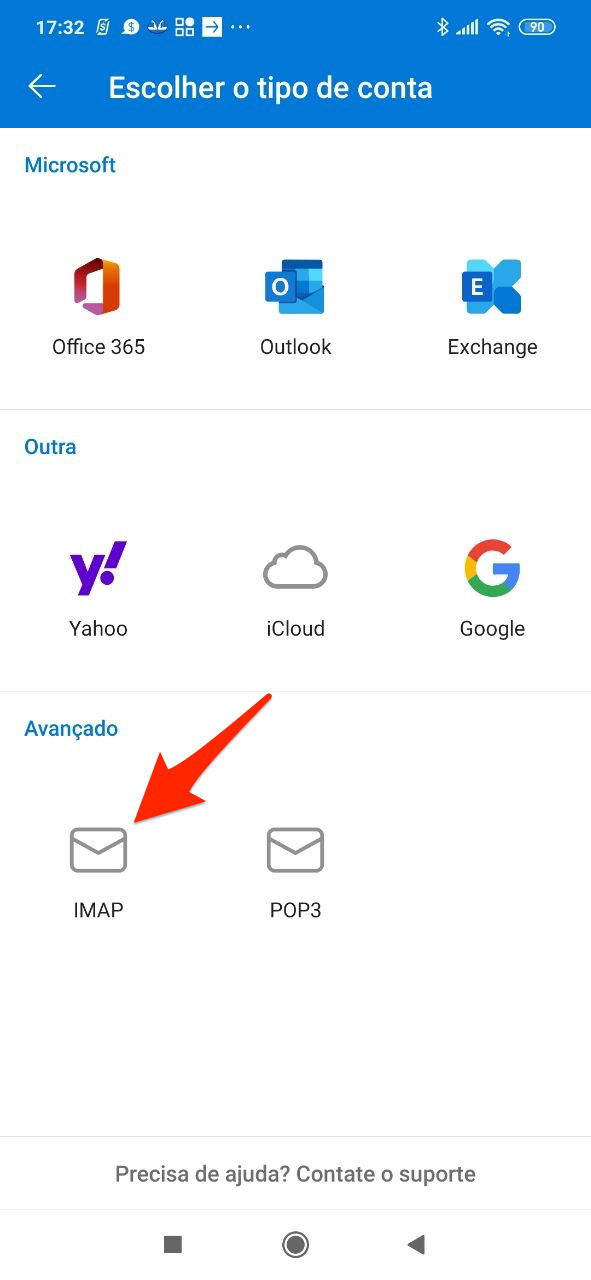 17:32
90
Escolher o tipo de conta
Microsoft
Office 365
Outlook
Exchange
Outra
Yahoo
iCloud
Google
Avançado
IMAP
POP3
Precisa de ajuda? Contate o suporte